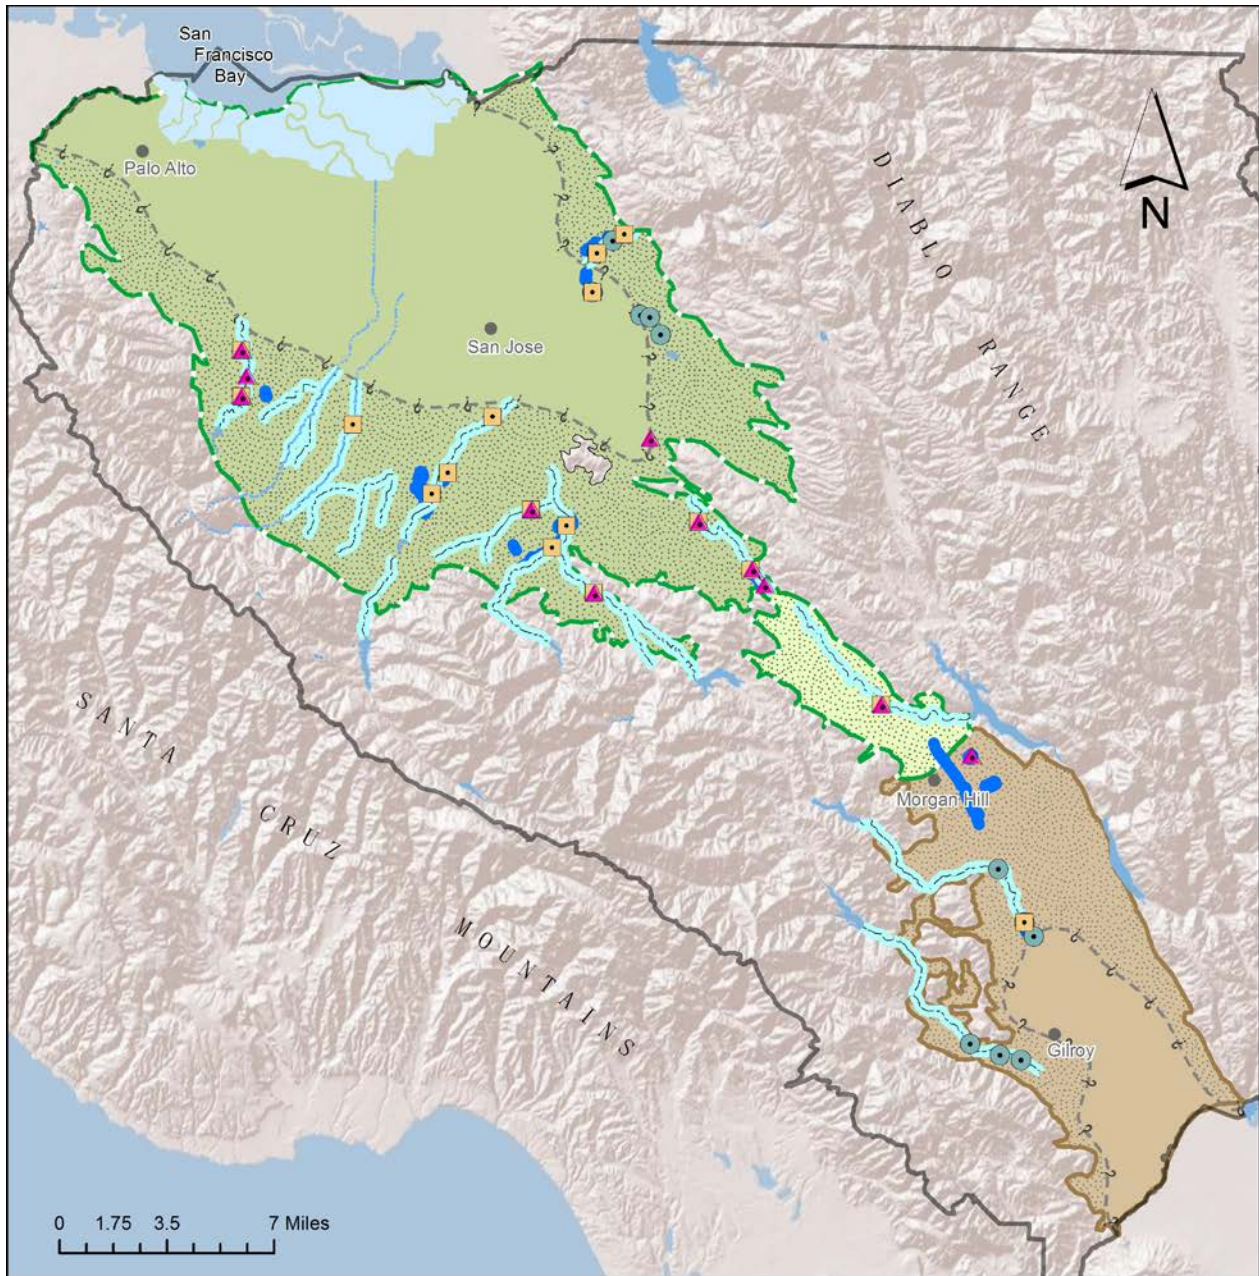 San
Francisco
Bay
Palo Alto
DIABLO
RANGE
N
San Jose
SANTA
CRUZ
MOUNTAINS
Morgan Hill
Gilroy
0 1.75 3.5 7 Miles